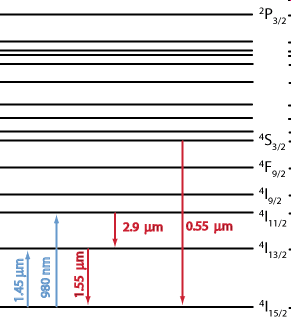 ²P₃/₂
⁴S₃/₂
⁴F₉/₂
⁴I₉/₂
⁴I₁₁/₂
2.9 µm
0.55 µm
⁴I₁₃/₂
1.45 µm
980 nm
1.55 µm
⁴I₁₅/₂